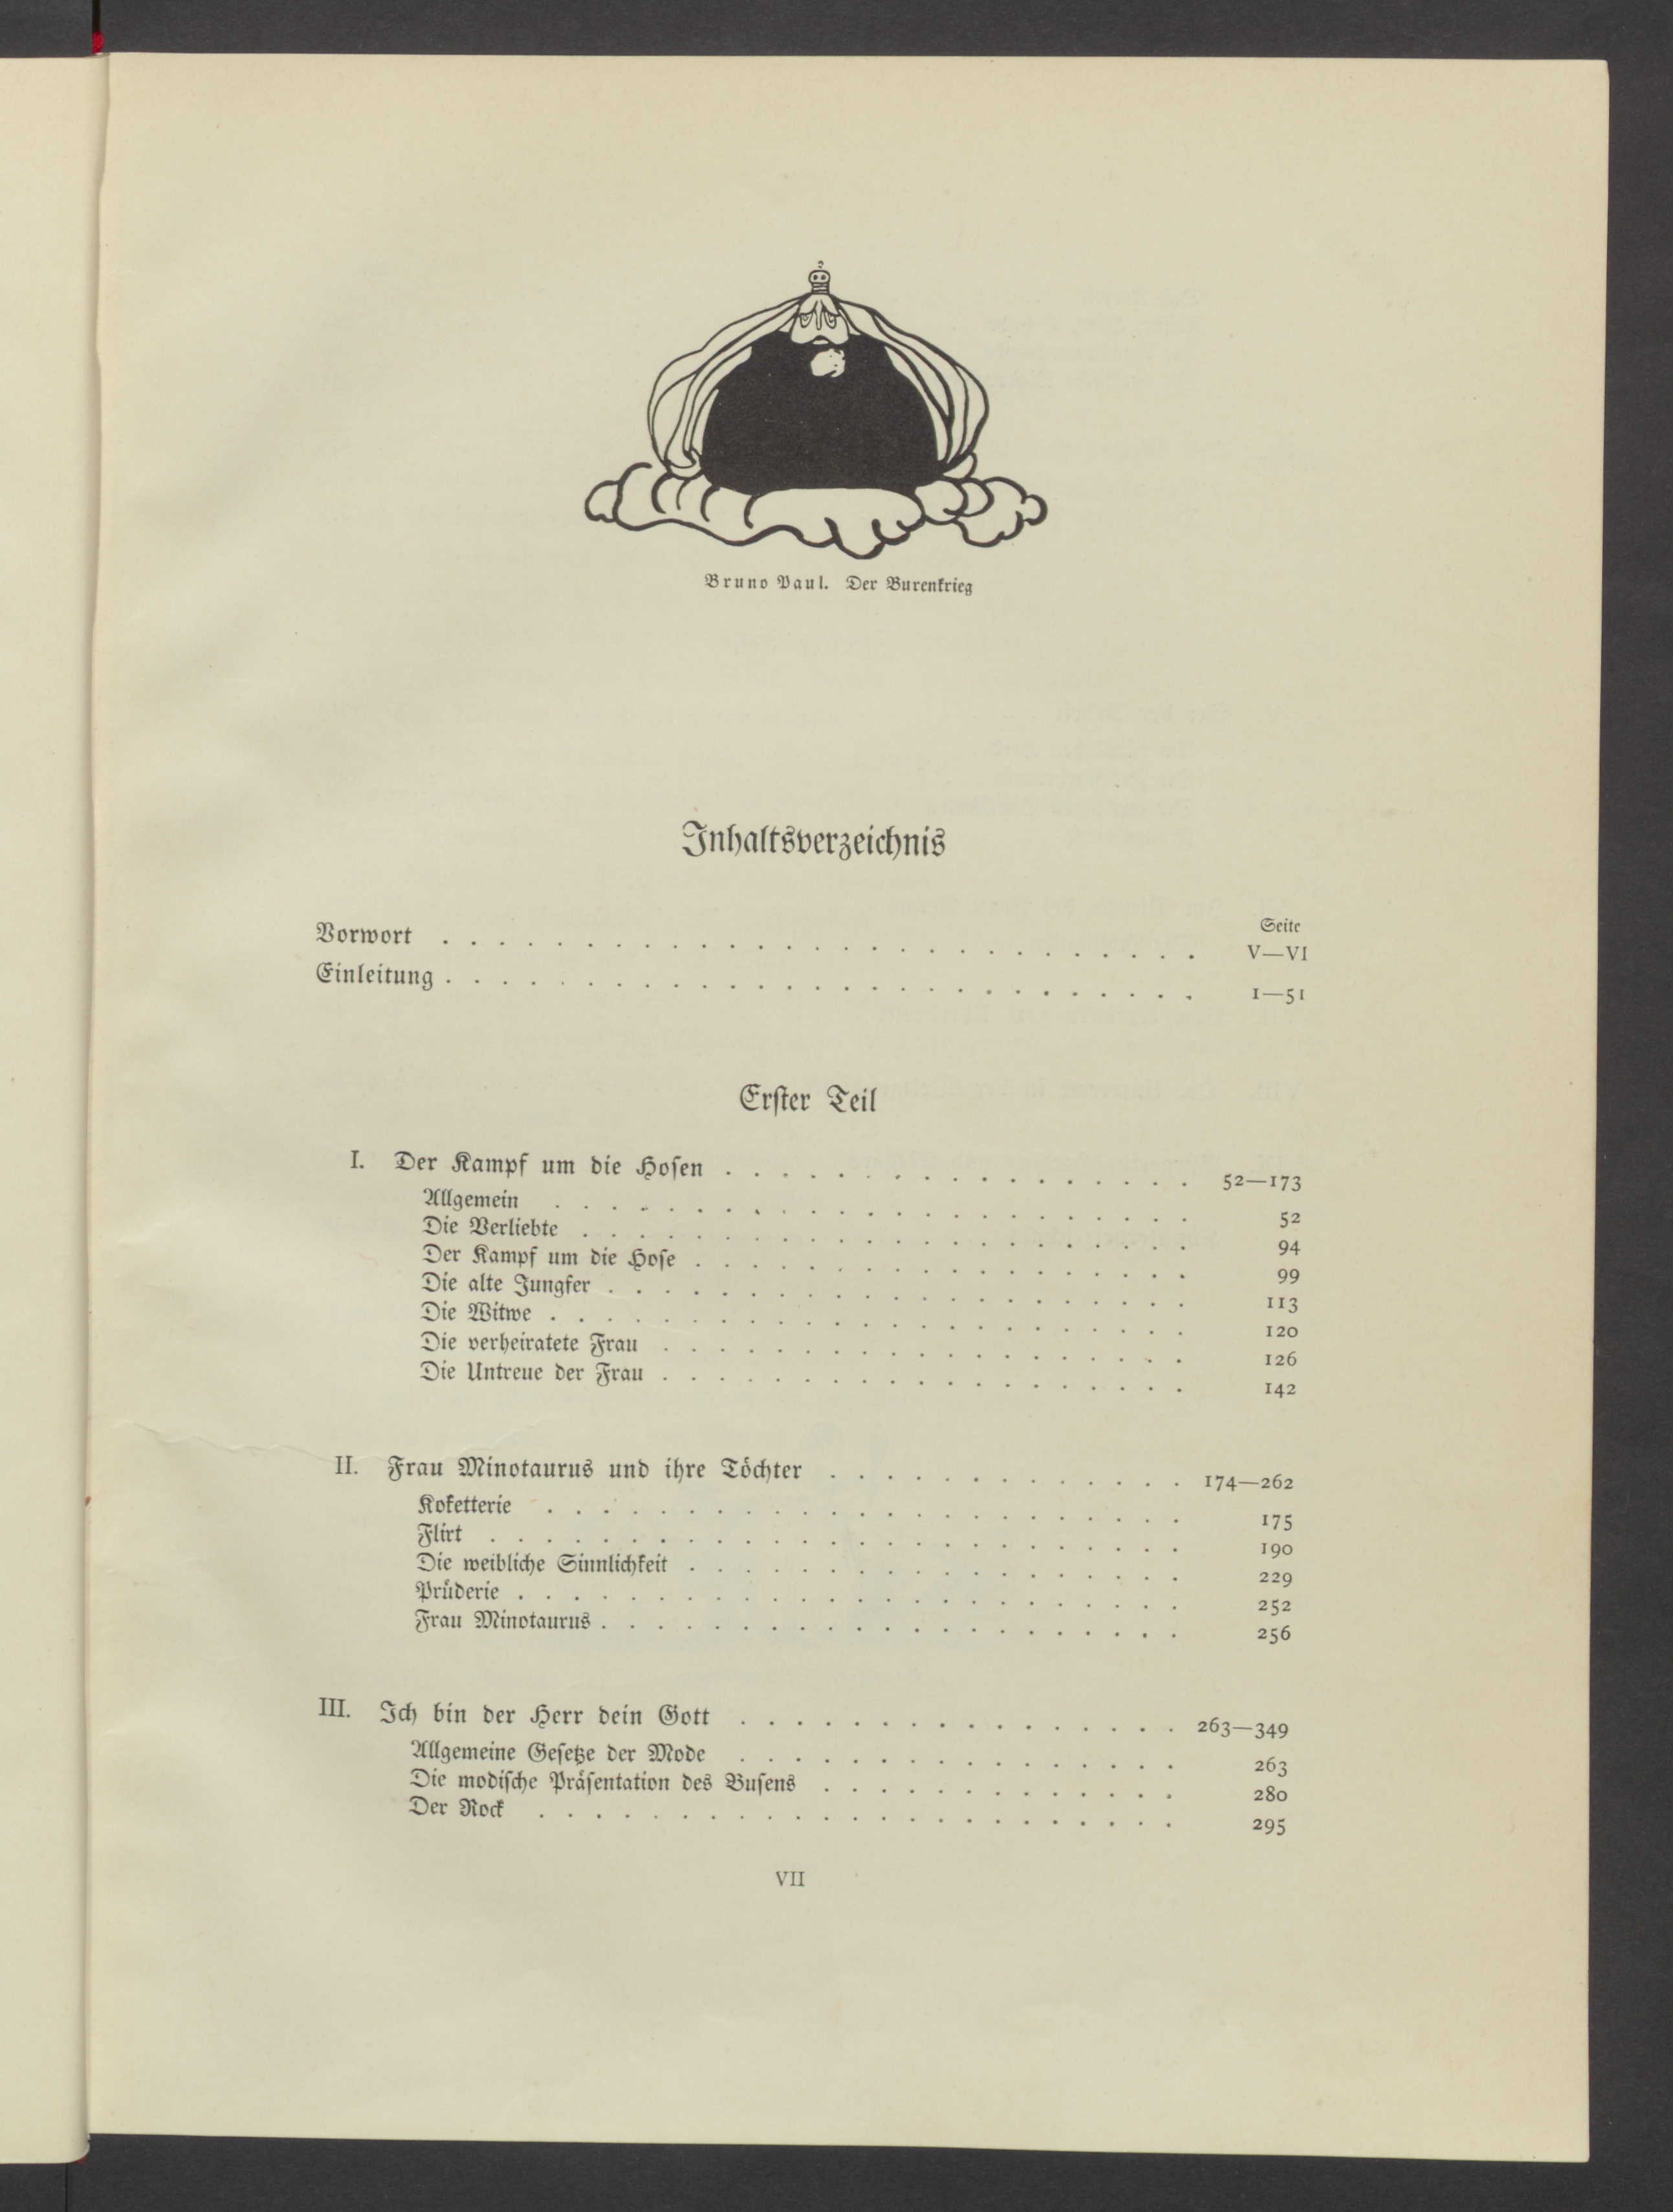 Bruno Paul. Der Burenkrieg
Inhaltsverzeichnis
Seite
Vorwort . . . . . . . . . . . . . . . . . . . . . . . . . . . V—VI
Einleitung . . . . . . . . . . . . . . . . . . . . . . . . . . . 1—51
Erster Teil
I. Der Kampf um die Hosen . . . . . . . . . . . . . . . . . 52—173
Allgemein . . . . . . . . . . . . . . . . . . . . . . . 52
Die Verliebte . . . . . . . . . . . . . . . . . . . . . . 94
Der Kampf um die Hose . . . . . . . . . . . . . . . . . . 99
Die alte Jungfer . . . . . . . . . . . . . . . . . . . . . 113
Die Witwe . . . . . . . . . . . . . . . . . . . . . . . 120
Die verheiratete Frau . . . . . . . . . . . . . . . . . . . 126
Die Untreue der Frau . . . . . . . . . . . . . . . . . . . 142
II. Frau Minotaurus und ihre Töchter . . . . . . . . . . . . . 174—262
Koketterie . . . . . . . . . . . . . . . . . . . . . . . 175
Flirt . . . . . . . . . . . . . . . . . . . . . . . . . 190
Die weibliche Sinnlichkeit . . . . . . . . . . . . . . . . . . 229
Prüderie . . . . . . . . . . . . . . . . . . . . . . . . 252
Frau Minotaurus . . . . . . . . . . . . . . . . . . . . . 256
III. Ich bin der Herr dein Gott . . . . . . . . . . . . . . . . 263—349
Allgemeine Gesetze der Mode . . . . . . . . . . . . . . . . 263
Die modische Präsentation des Busens . . . . . . . . . . . . . 280
Der Rock . . . . . . . . . . . . . . . . . . . . . . . 295
VII